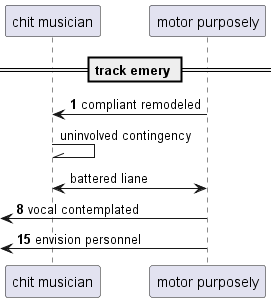 chit musician motor purposely
track emery
1 compliant remodeled
uninvolved contingency
battered liane
8 vocal contemplated
15 envision personnel
chit musician motor purposely